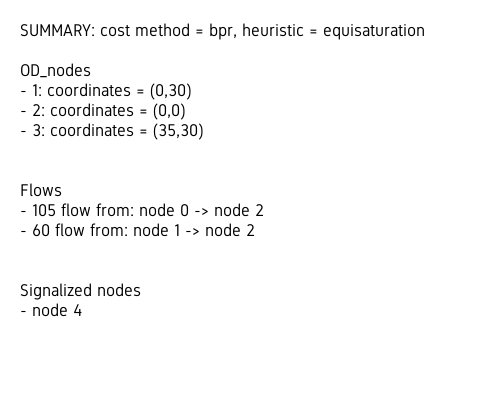 SUMMARY: cost method = bpr, heuristic = equisaturation
OD_nodes
- 1: coordinates = (0,30)
- 2: coordinates = (0,0)
- 3: coordinates = (35,30)
Flows
- 105 flow from: node 0 -> node 2
- 60 flow from: node 1 -> node 2
Signalized nodes
- node 4